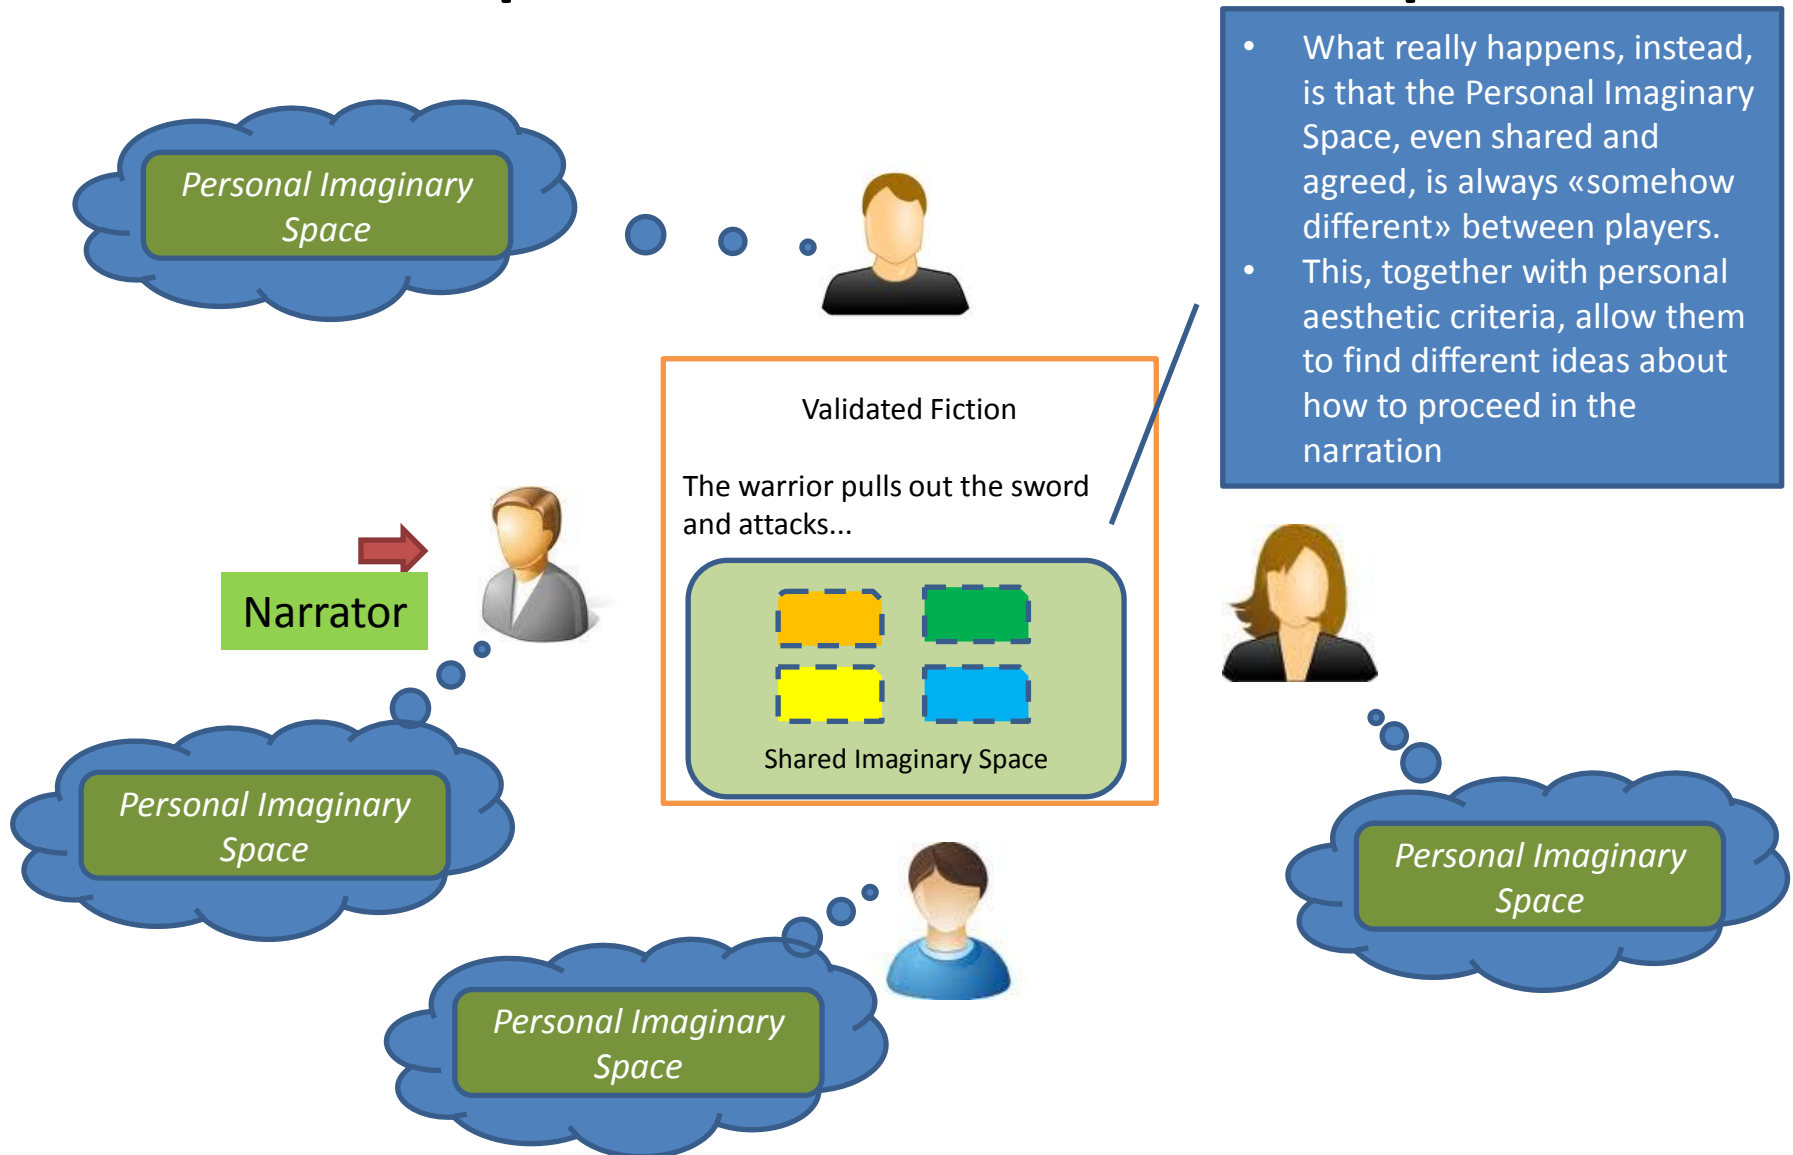 • What really happens, instead,
is that the Personal Imaginary
Space, even shared and
agreed, is always «somehow
different» between players.
• This, together with personal
aesthetic criteria, allow them
to find different ideas about
how to proceed in the
narration
Personal Imaginary
Space
Validated Fiction
The warrior pulls out the sword
and attacks...
Shared Imaginary Space
Narrator
Personal Imaginary
Space
Personal Imaginary
Space
Personal Imaginary
Space